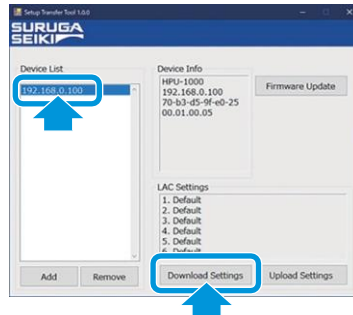 Setup Transfer Tool 1.0.0
SURUGA
SEIKI
Device List
192.168.0.100
Add
Remove
Device Info
HPU-1000
192.168.0.100
70-b3-d5-9f-e0-25
00.01.00.05
Firmware Update
LAC Settings
1. Default
2. Default
3. Default
4. Default
5. Default
6. Default
Download Settings
Upload Settings